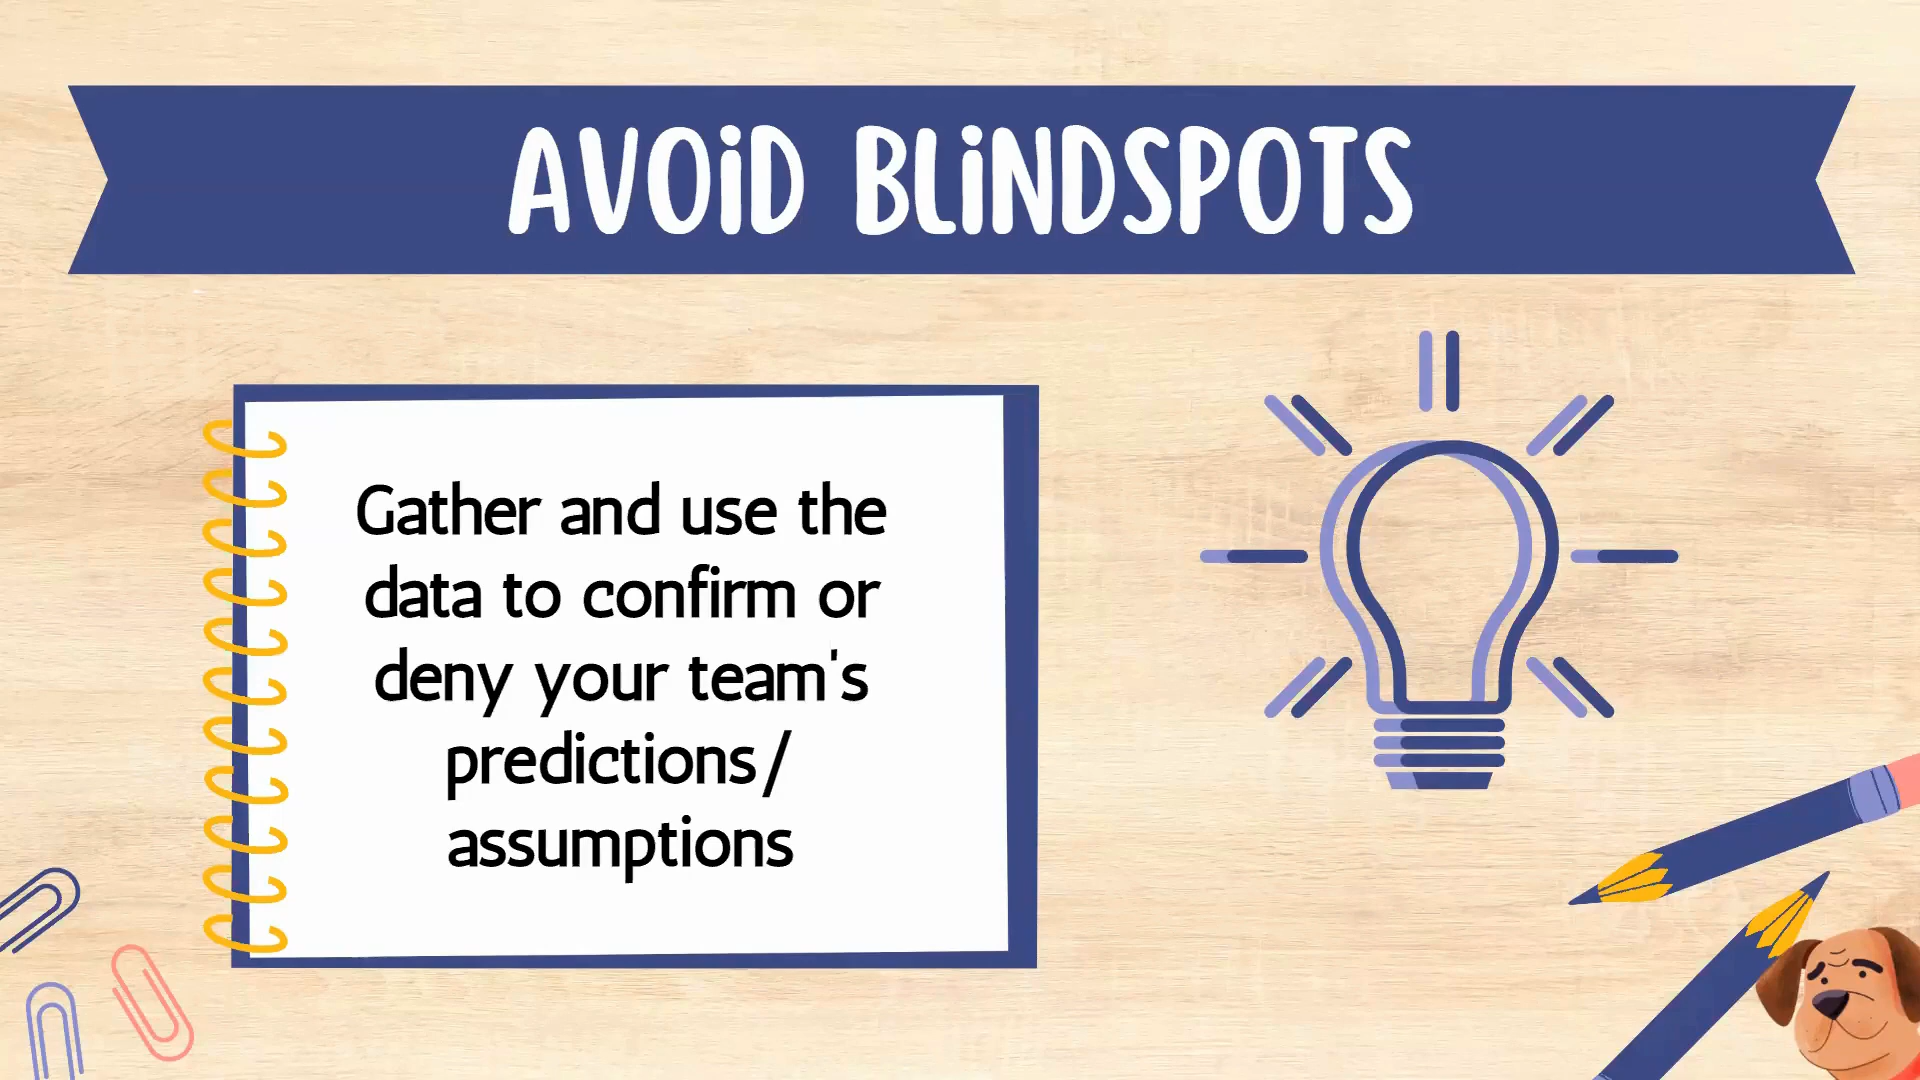 AVOiD BLiNDSPOTS
Gather and use the
data to confirm or
deny your team's
predictions/
assumptions